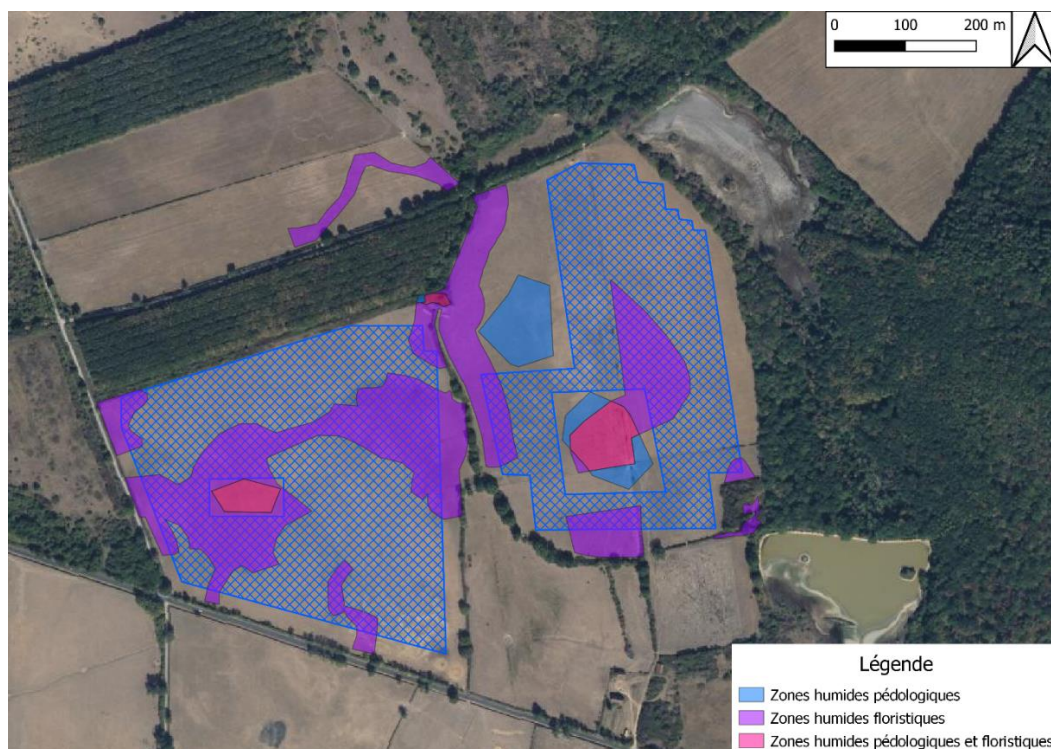 0 100 200 m
Légende
Zones humides pédologiques
Zones humides floristiques
Zones humides pédologiques et floristiques